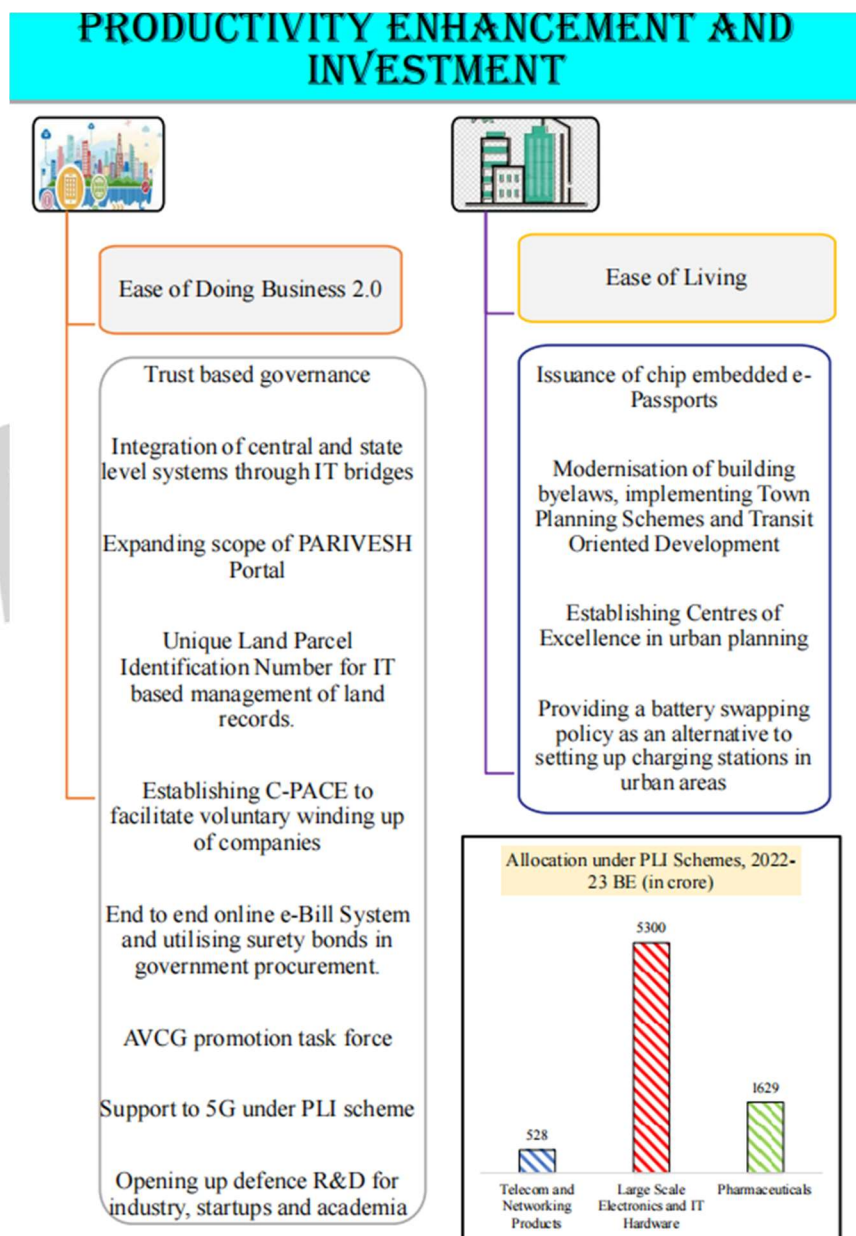 PRODUCTIVITY ENHANCEMENT AND
INVESTMENT
Ease of Doing Business 2.0
Trust based governance
Integration of central and state
level systems through IT bridges
Expanding scope of PARIVESH
Portal
Unique Land Parcel
Identification Number for IT
based management of land
records.
Establishing C-PACE to
facilitate voluntary winding up
of companies
End to end online e-Bill System
and utilising surety bonds in
government procurement.
AVCG promotion task force
Support to 5G under PLI scheme
Opening up defence R&D for
industry, startups and academia
Ease of Living
Issuance of chip embedded e-
Passports
Modernisation of building
byelaws, implementing Town
Planning Schemes and Transit
Oriented Development
Establishing Centres of
Excellence in urban planning
Providing a battery swapping
policy as an alternative to
setting up charging stations in
urban areas
Allocation under PLI Schemes, 2022-
23 BE (in crore)
528
5300
1629
Telecom and
Networking
Products
Large Scale
Electronics and IT
Hardware
Pharmaceuticals